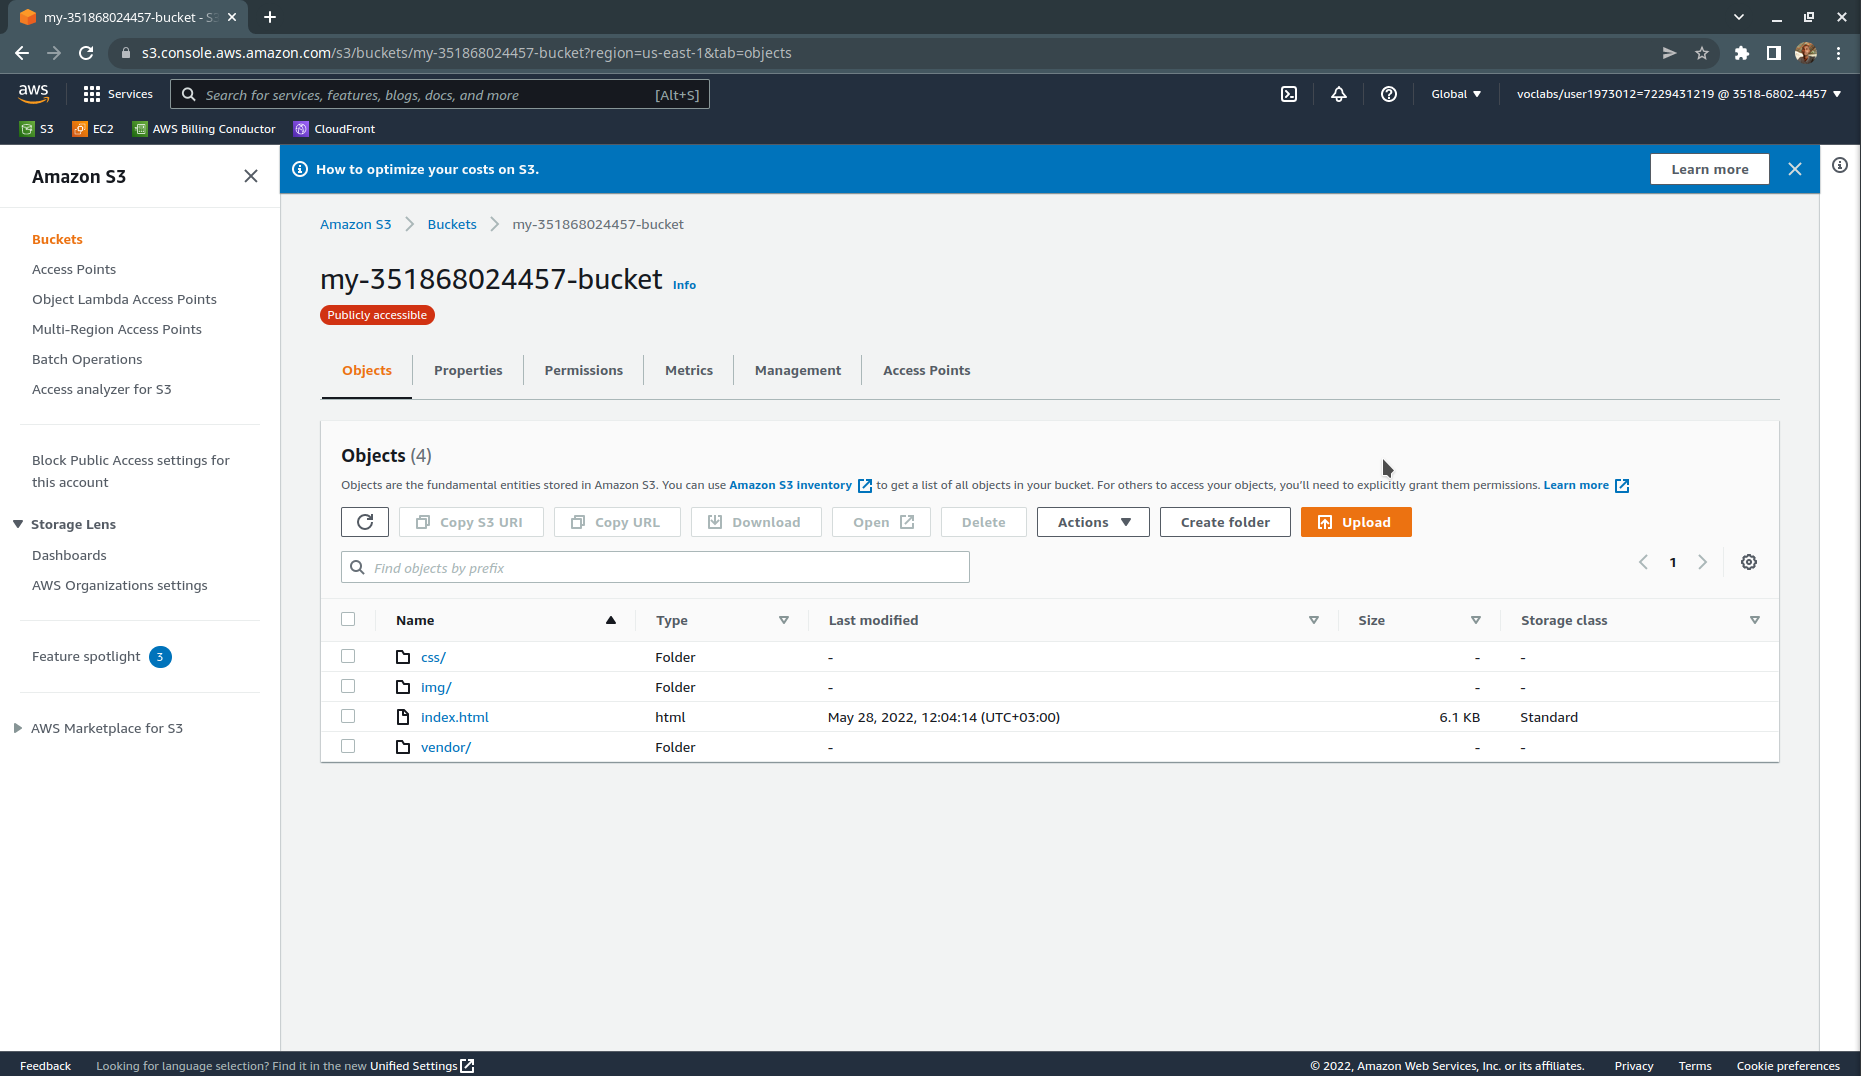 my-351868024457-bucket - S3
s3.console.aws.amazon.com/s3/buckets/my-351868024457-bucket?region=us-east-1&tab=objects
aws
Services
Search for services, features, blogs, docs, and more [Alt+S]
Global
voclabs/user1973012=7229431219 @ 3518-6802-4457
S3 EC2 AWS Billing Conductor CloudFront
Amazon S3
Buckets
Access Points
Object Lambda Access Points
Multi-Region Access Points
Batch Operations
Access analyzer for S3
Block Public Access settings for
this account
Storage Lens
Dashboards
AWS Organizations settings
Feature spotlight 3
AWS Marketplace for S3
How to optimize your costs on S3.
Learn more
Amazon S3 Buckets my-351868024457-bucket
my-351868024457-bucket Info
Publicly accessible
Objects Properties Permissions Metrics Management Access Points
Objects (4)
Objects are the fundamental entities stored in Amazon S3. You can use Amazon S3 inventory to get a list of all objects in your bucket. For others to access your objects, you'll need to explicitly grant them permissions. Learn more
Copy S3 URI Copy URL Download Open Delete Actions Create folder Upload
Find objects by prefix
1
Name Type Last modified Size Storage class
css/ Folder - - -
img/ Folder - - -
index.html html May 28, 2022, 12:04:14 (UTC+03:00) 6.1 KB Standard
vendor/ Folder - - -
Feedback Looking for language selection? Find it in the new Unified Settings
© 2022, Amazon Web Services, Inc. or its affiliates. Privacy Terms Cookie preferences